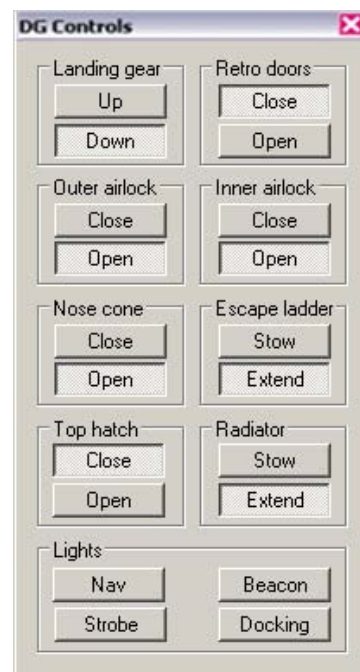 DG Controls
Landing gear
Up
Down
Retro doors
Close
Open
Outer airlock
Close
Open
Inner airlock
Close
Open
Nose cone
Close
Open
Escape ladder
Stow
Extend
Top hatch
Close
Open
Radiator
Stow
Extend
Lights
Nav
Beacon
Strobe
Docking